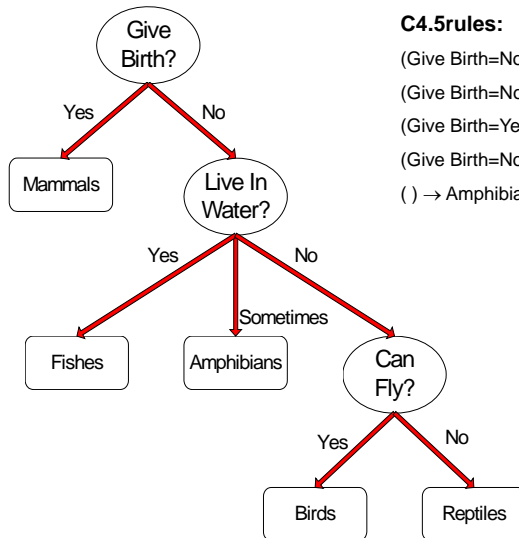 Give
Birth?
Yes
No
Mammals
Live In
Water?
Yes
No
Sometimes
Fishes
Amphibians
Can
Fly?
Yes
No
Birds
Reptiles
C4.5rules:
(Give Birth=No
(Give Birth=No
(Give Birth=Ye
(Give Birth=No
( ) → Amphibia